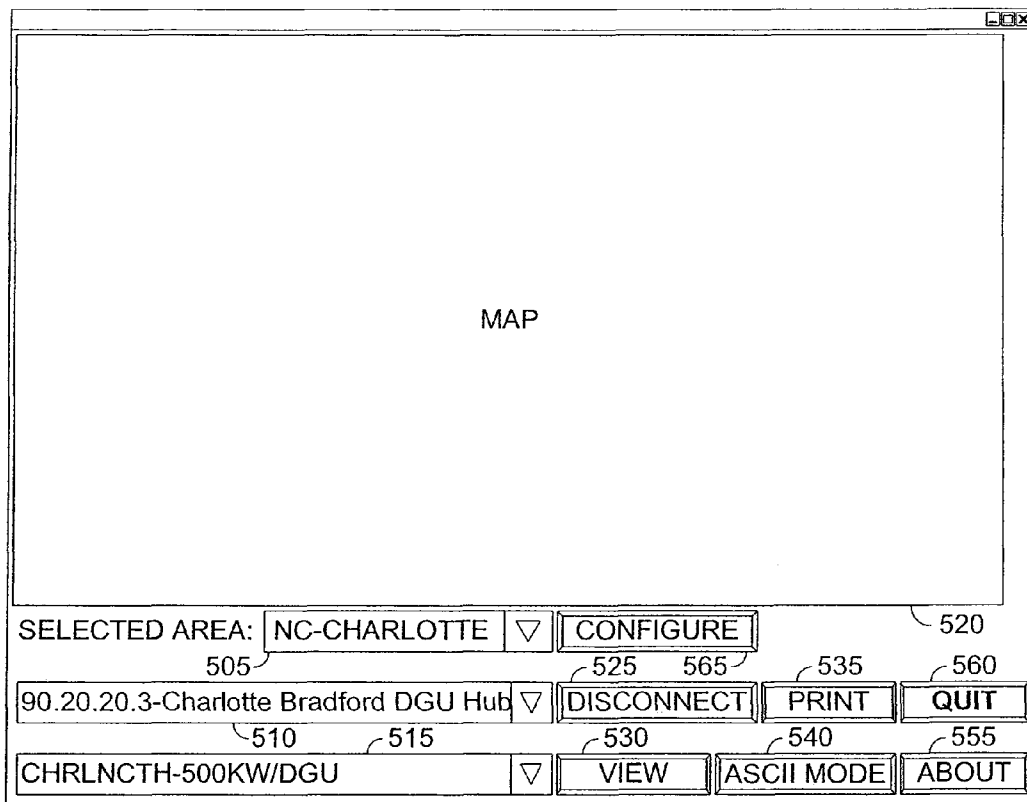 MAP
520
SELECTED AREA: NC-CHARLOTTE ▽ CONFIGURE
505 525 565 535 560
90.20.20.3-Charlotte Bradford DGU Hub ▽ DISCONNECT PRINT QUIT
510 515 530 540 555
CHRLNCTH-500KW/DGU ▽ VIEW ASCII MODE ABOUT